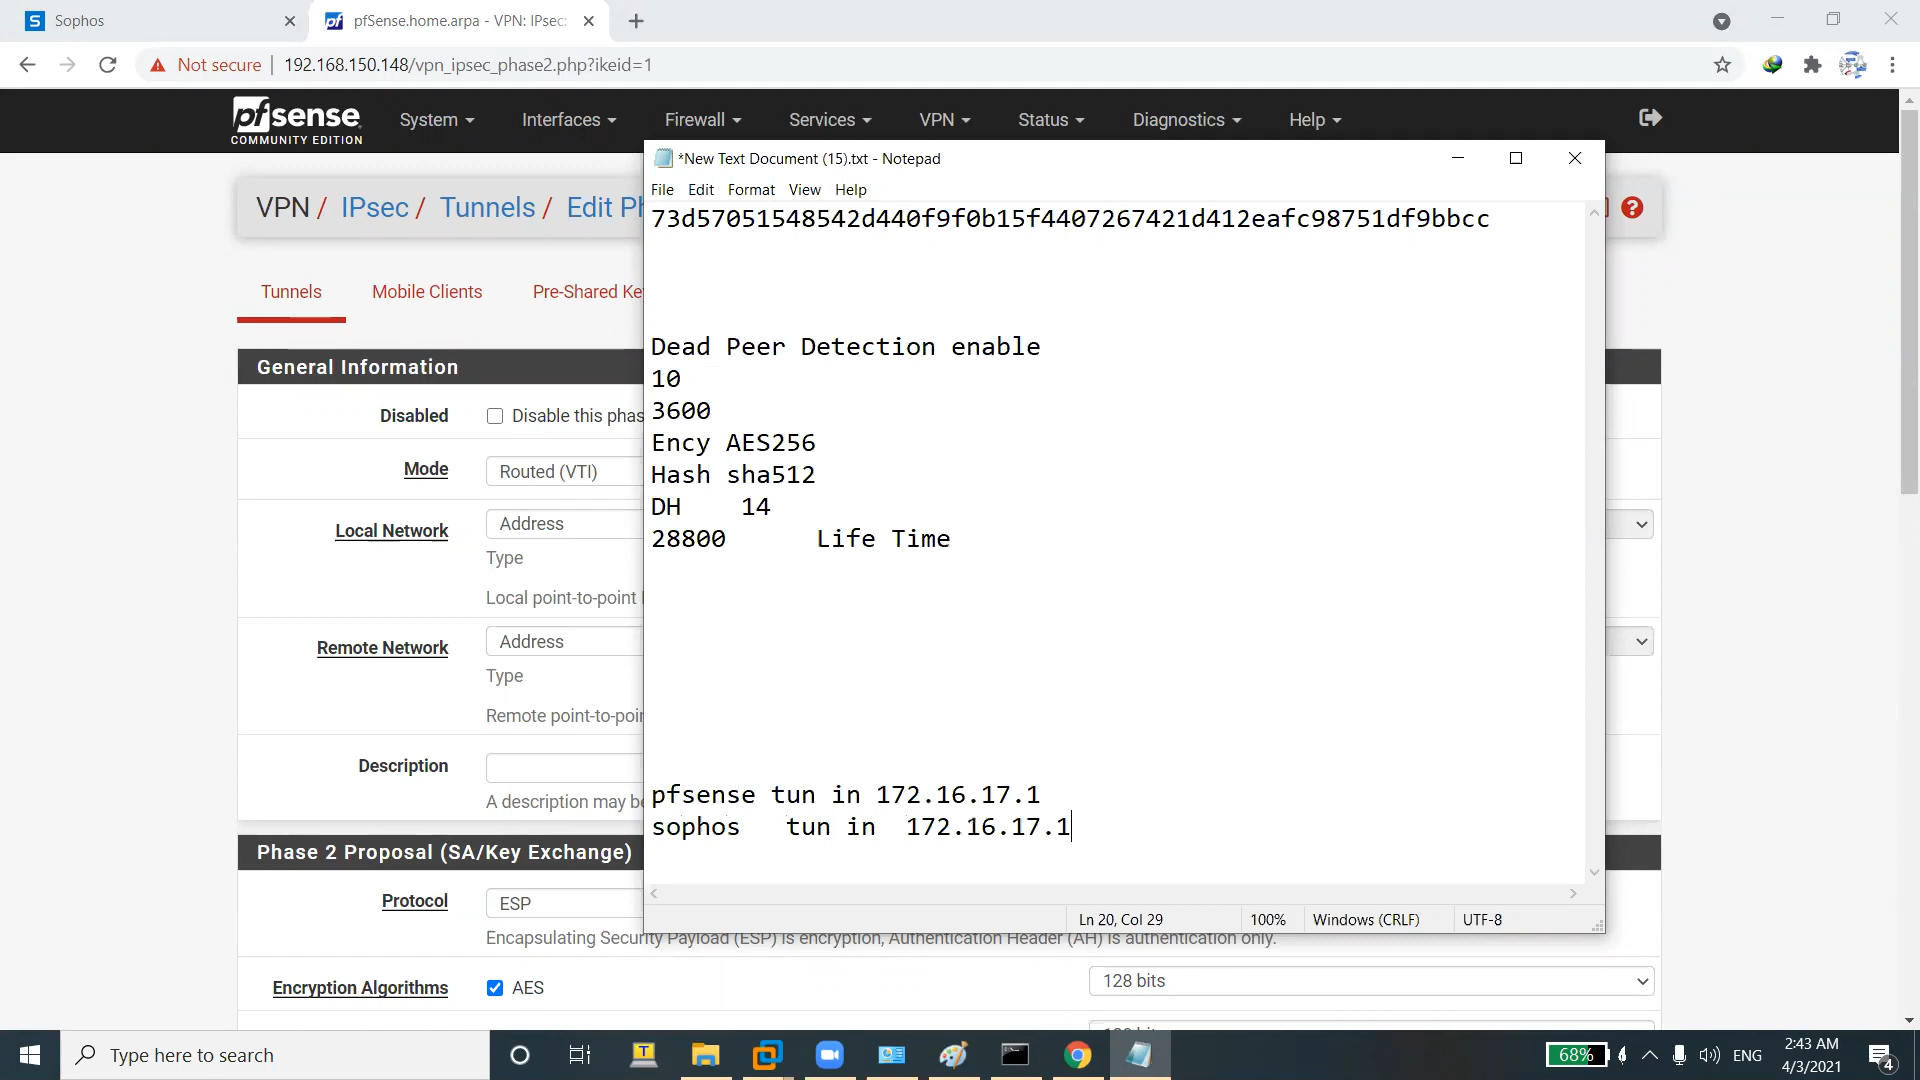 Sophos
pfSense.home.arpa - VPN: IPsec:
Not secure
192.168.150.148/vpn_ipsec_phase2.php?ikeid=1
pfsense
COMMUNITY EDITION
System
Interfaces
Firewall
Services
VPN
Status
Diagnostics
Help
*New Text Document (15).txt - Notepad
File Edit Format View Help
73d57051548542d440f9f0b15f4407267421d412eafc98751df9bbcc
VPN / IPsec / Tunnels / Edit Ph
Tunnels
Mobile Clients
Pre-Shared Ke
Dead Peer Detection enable
10
3600
Ency AES256
Hash sha512
DH 14
28800 Life Time
pfsense tun in 172.16.17.1
sophos tun in 172.16.17.1
Ln 20, Col 29
100%
Windows (CRLF)
UTF-8
General Information
Disabled
Disable this phas
Mode
Routed (VTI)
Local Network
Address
Type
Local point-to-point
Remote Network
Address
Type
Remote point-to-poi
Description
A description may be
Phase 2 Proposal (SA/Key Exchange)
Protocol
ESP
Encapsulating Security Payload (ESP) is encryption, Authentication Header (AH) is authentication only.
Encryption Algorithms
AES
128 bits
Type here to search
68%
ENG
2:43 AM
4/3/2021
4